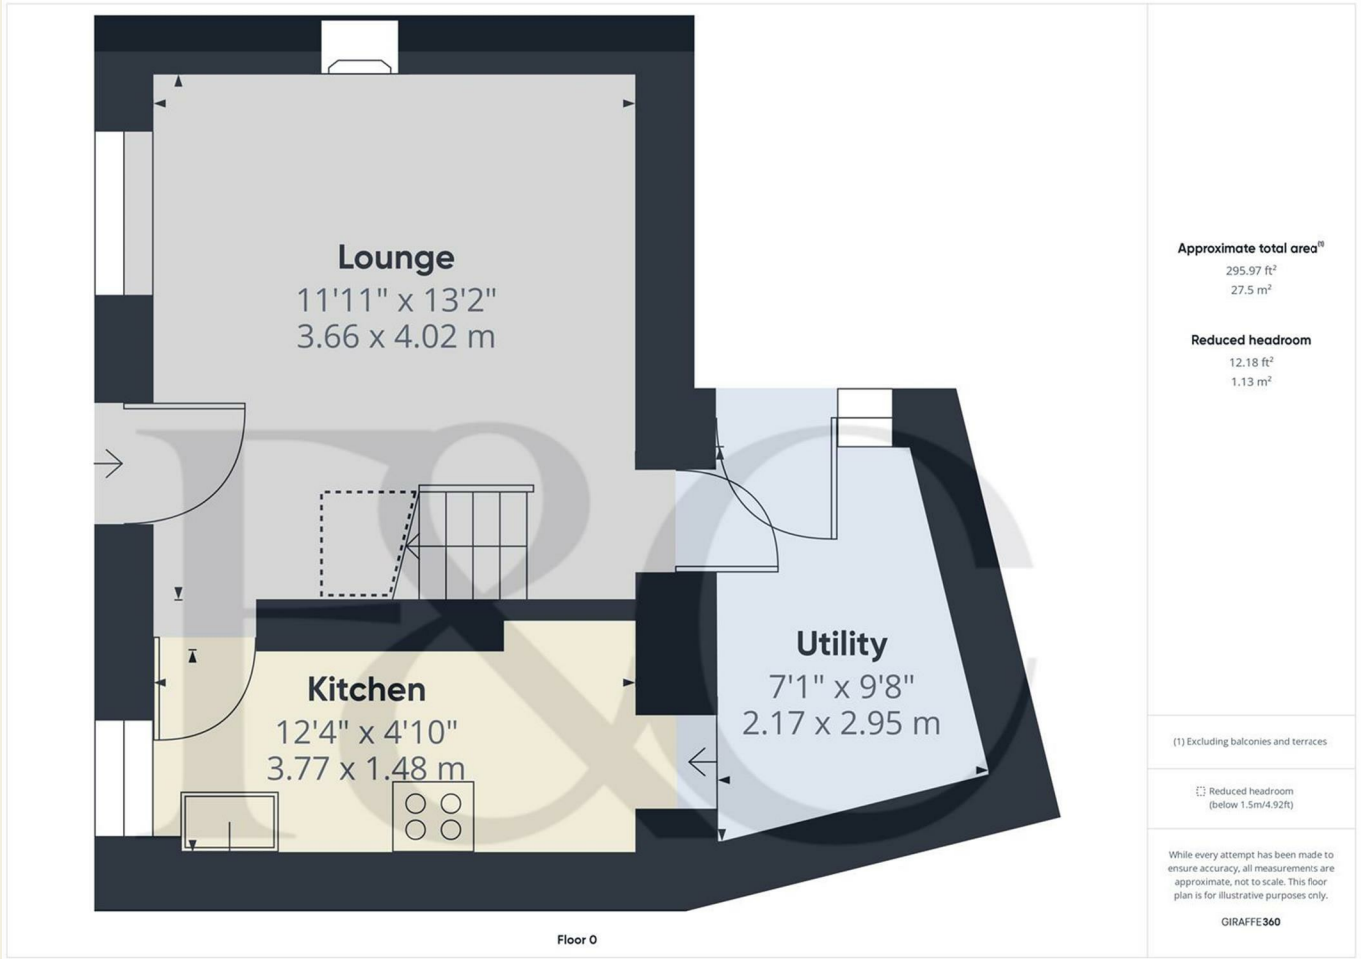 Lounge
11'11" x 13'2"
3.66 x 4.02 m
Kitchen
12'4" x 4'10"
3.77 x 1.48 m
Utility
7'1" x 9'8"
2.17 x 2.95 m
F&C
Floor 0
Approximate total area(1)
295.97 ft²
27.5 m²
Reduced headroom
12.18 ft²
1.13 m²
(1) Excluding balconies and terraces
Reduced headroom
(below 1.5m/4.92ft)
While every attempt has been made to
ensure accuracy, all measurements are
approximate, not to scale. This floor
plan is for illustrative purposes only.
GIRAFFE360